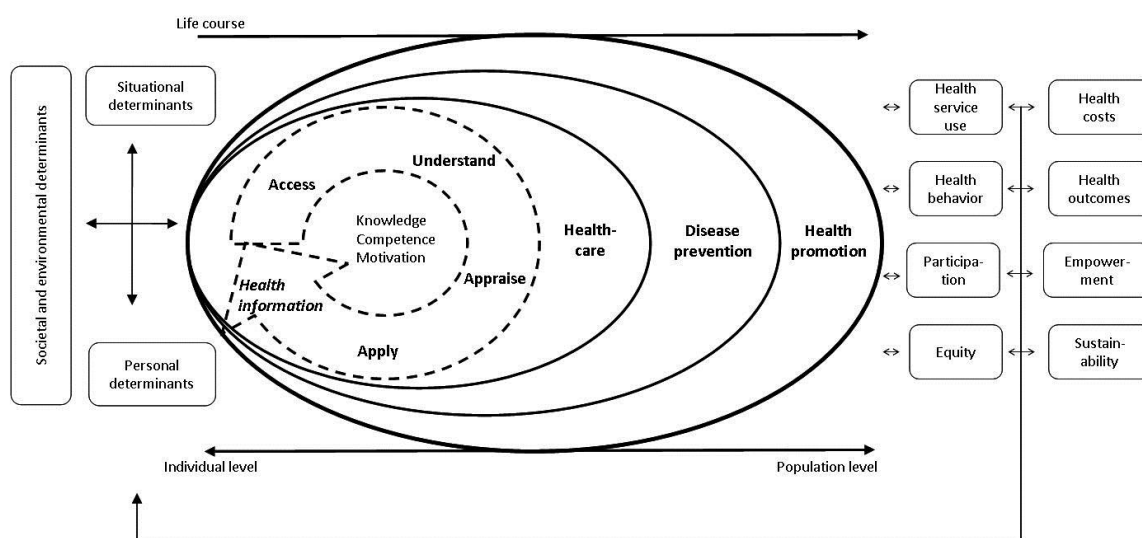 Life course
Societal and environmental determinants
Situational
determinants
Personal
determinants
Access
Understand
Knowledge
Competence
Motivation
Health
information
Appraise
Apply
Health-
care
Disease
prevention
Health
promotion
Health
service
use
Health
costs
Health
behavior
Health
outcomes
Participa-
tion
Empower-
ment
Equity
Sustain-
ability
Individual level
Population level